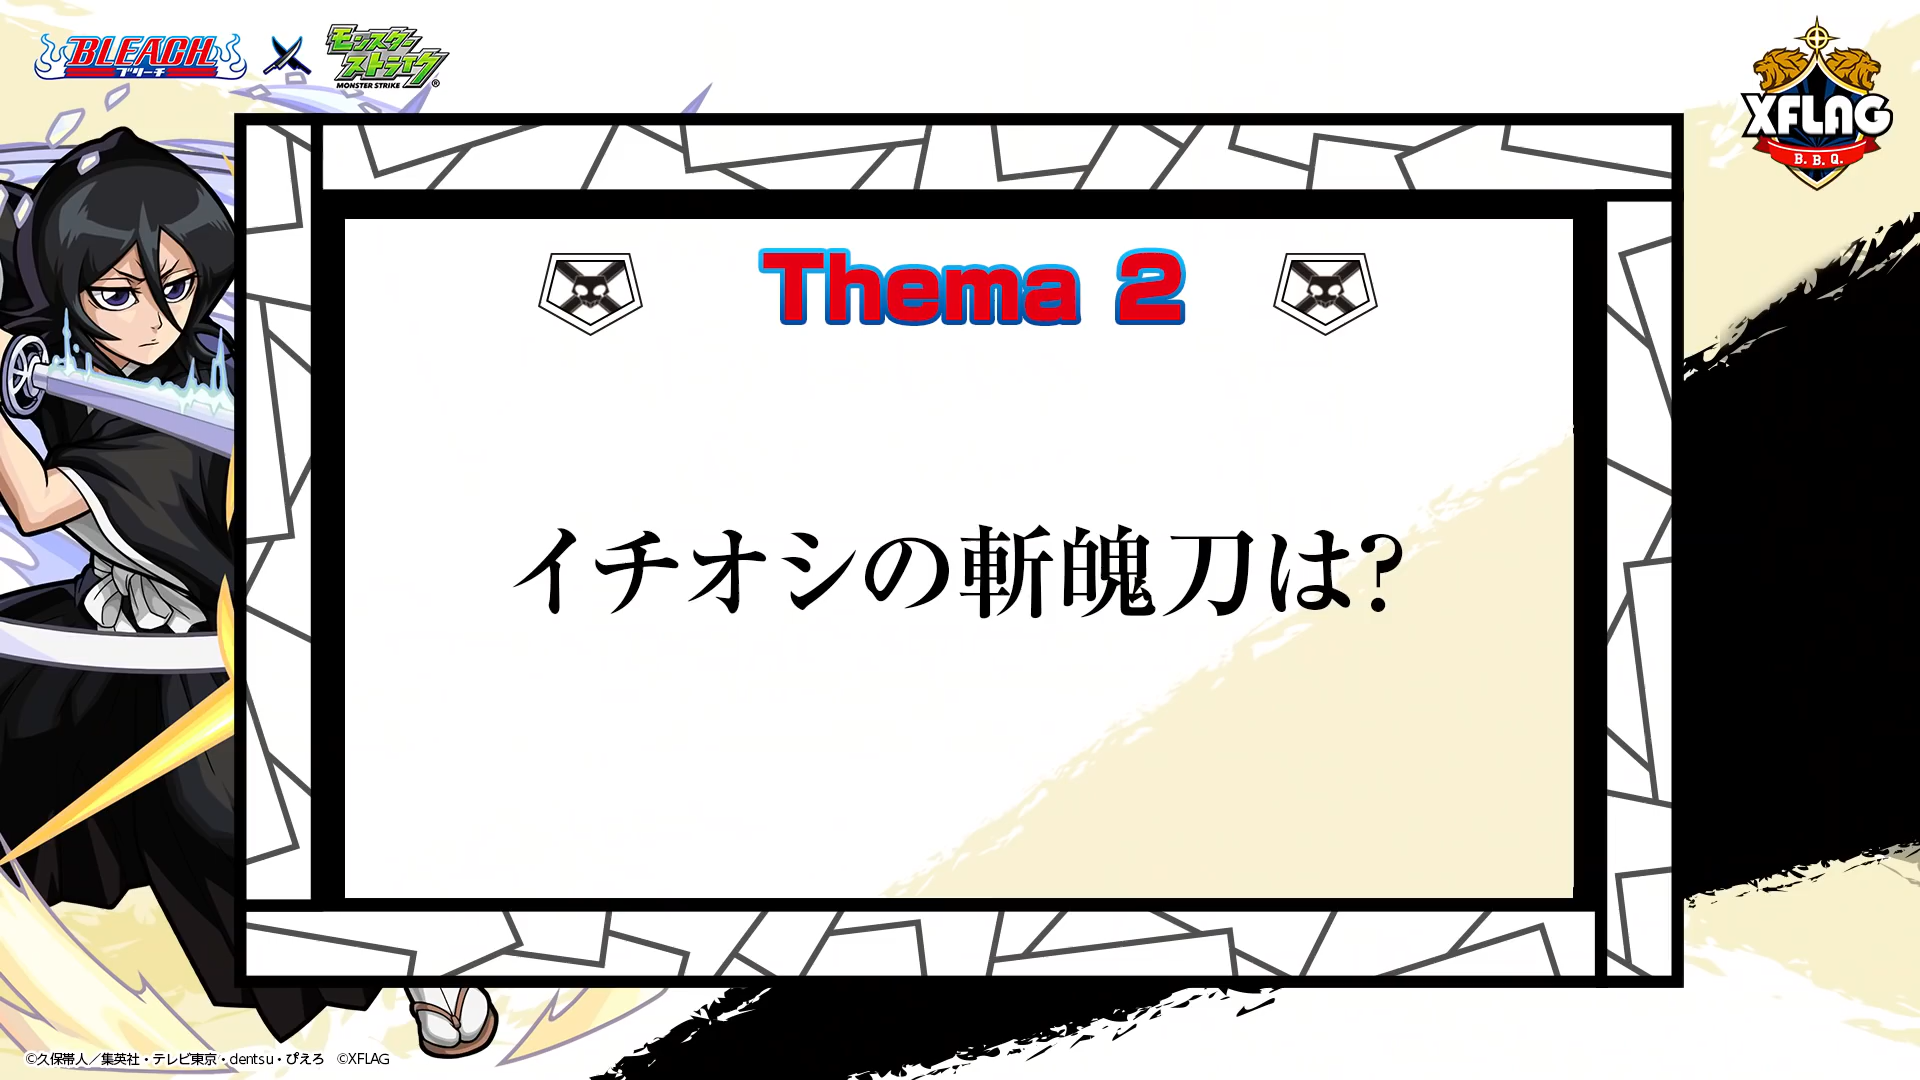 BLEACH
ブリーチ
モンスター
ストライク
MONSTER STRIKE ®
XFLAG
B. B. Q.
Thema 2
イチオシの斬魄刀は?
©久保帯人／集英社・テレビ東京・dentsu・ぴえろ ©XFLAG